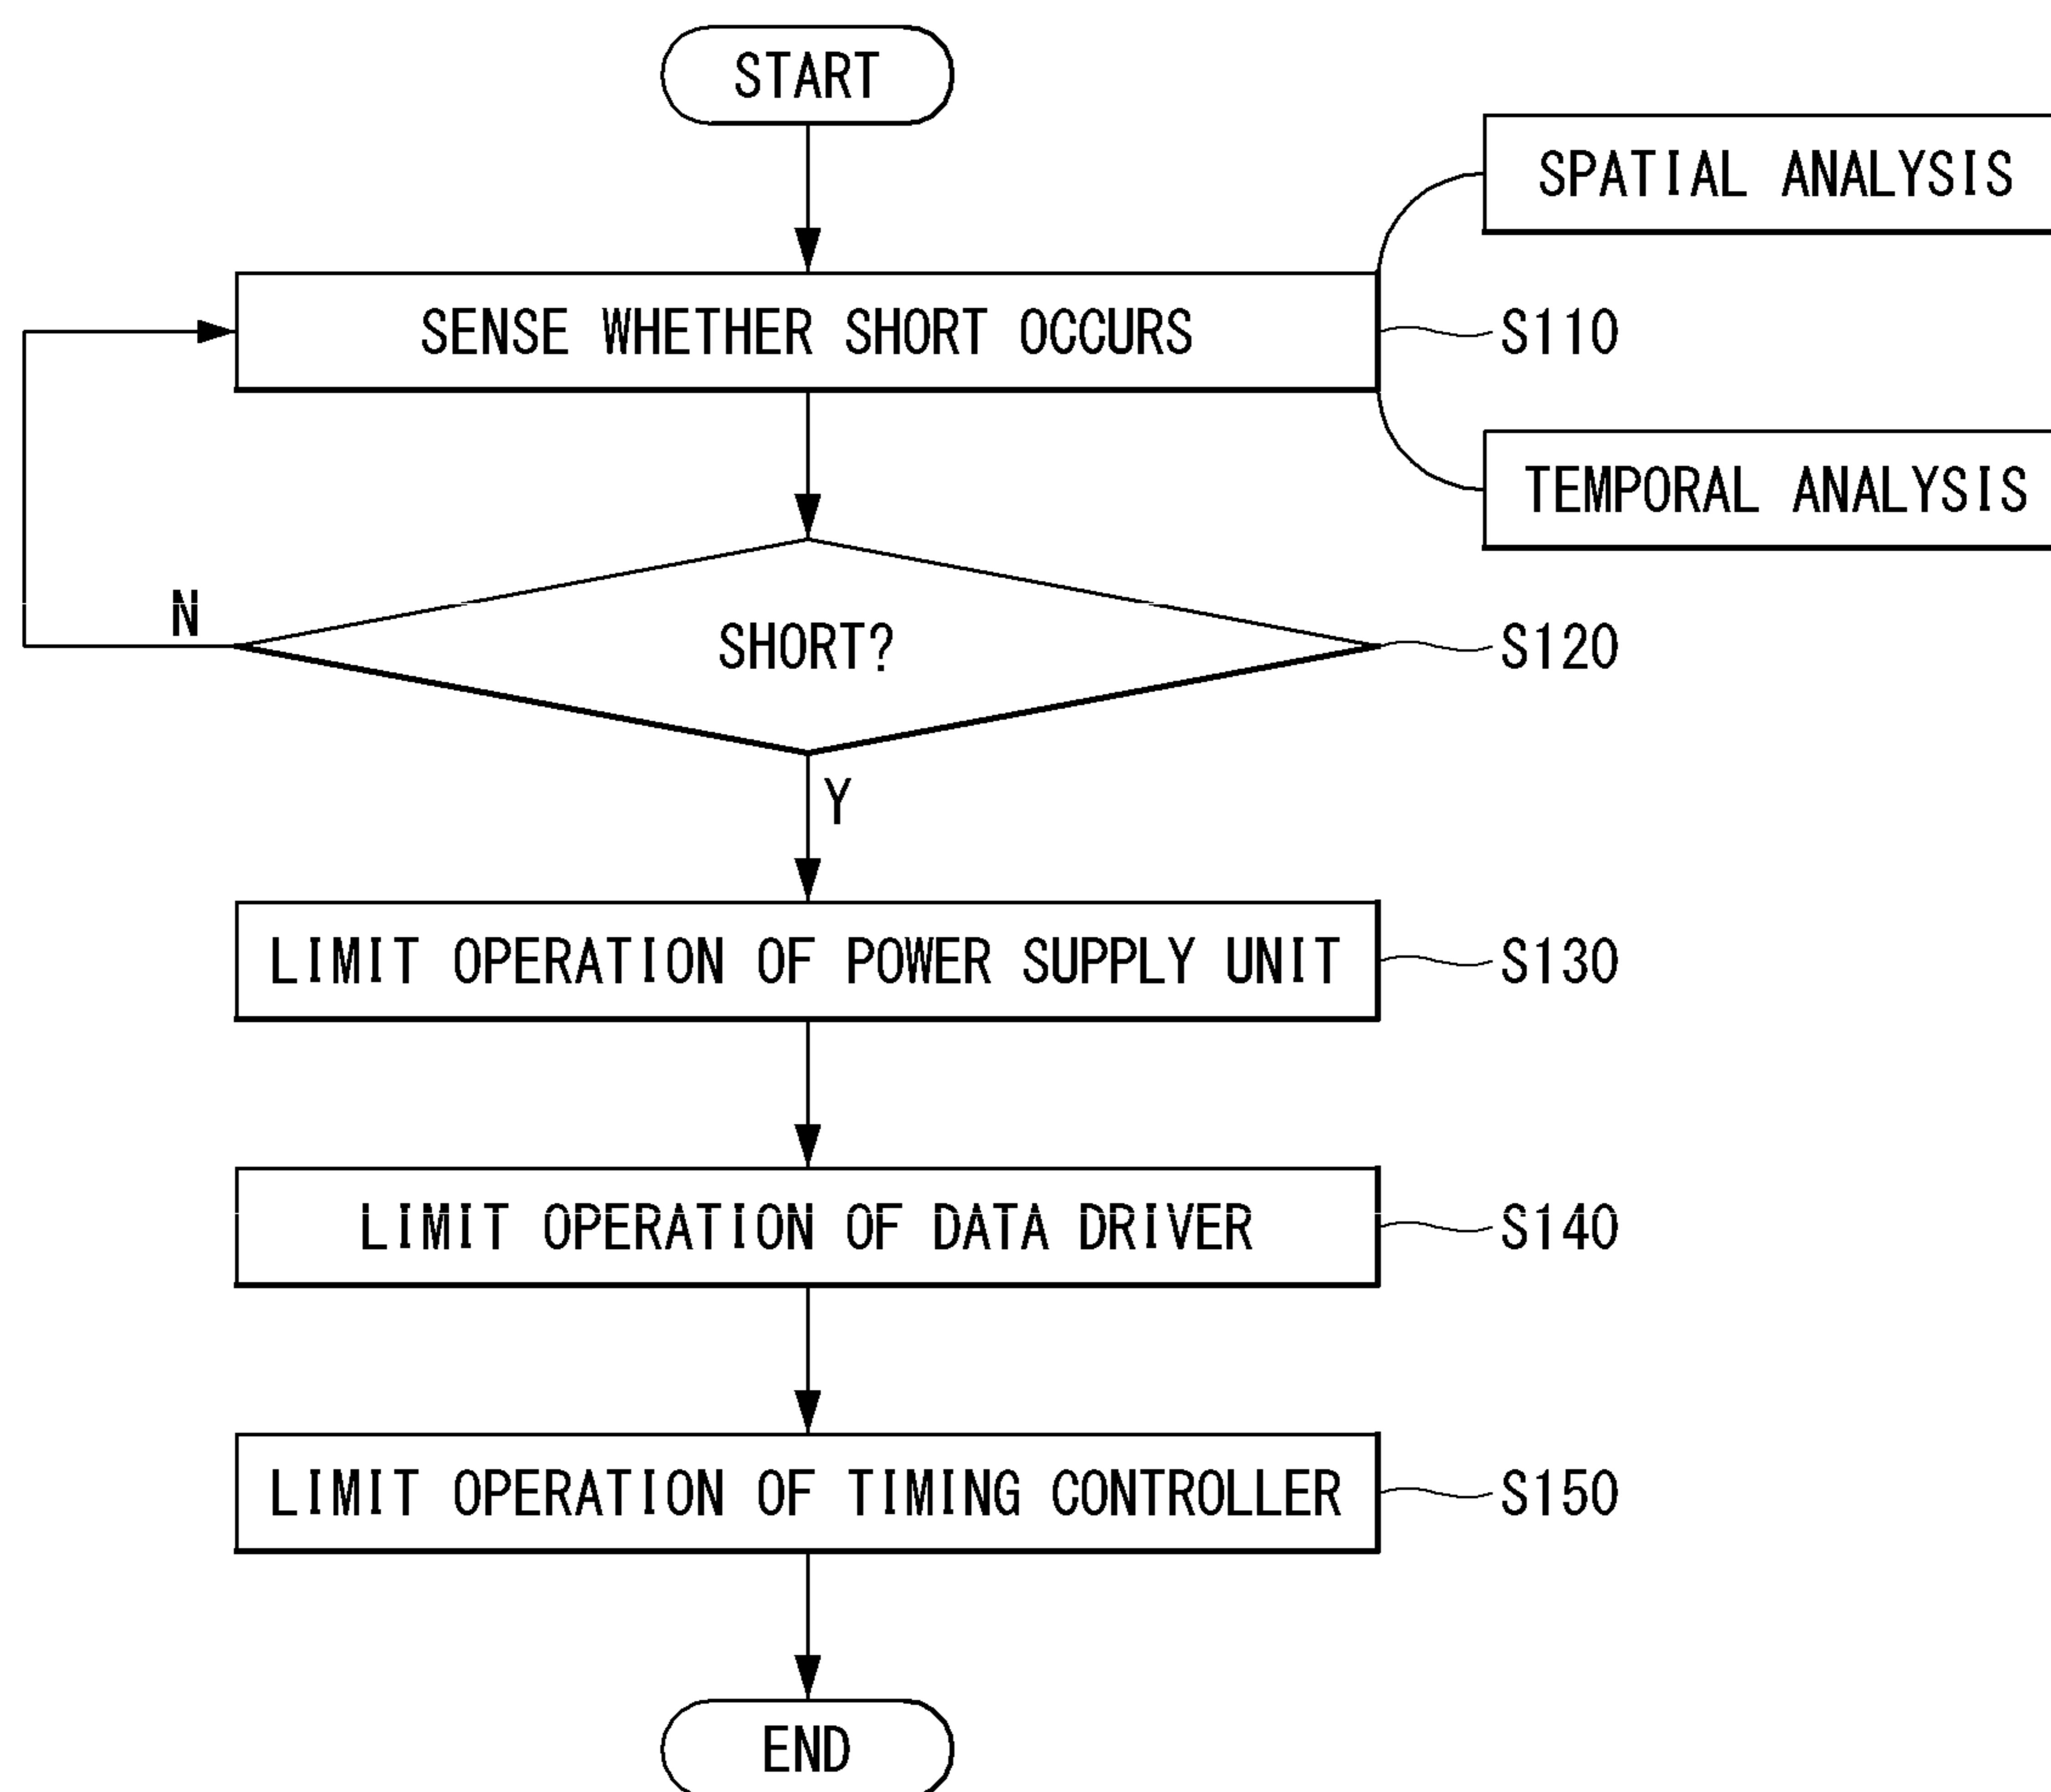 START
SPATIAL ANALYSIS
SENSE WHETHER SHORT OCCURS
S110
TEMPORAL ANALYSIS
N
SHORT?
S120
Y
LIMIT OPERATION OF POWER SUPPLY UNIT
S130
LIMIT OPERATION OF DATA DRIVER
S140
LIMIT OPERATION OF TIMING CONTROLLER
S150
END